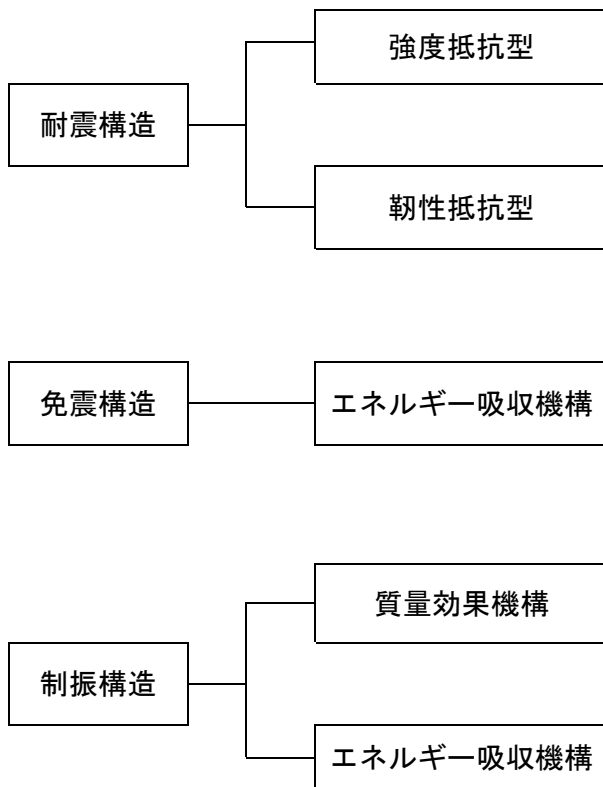 耐震構造
強度抵抗型
靭性抵抗型
免震構造
エネルギー吸収機構
制振構造
質量効果機構
エネルギー吸収機構